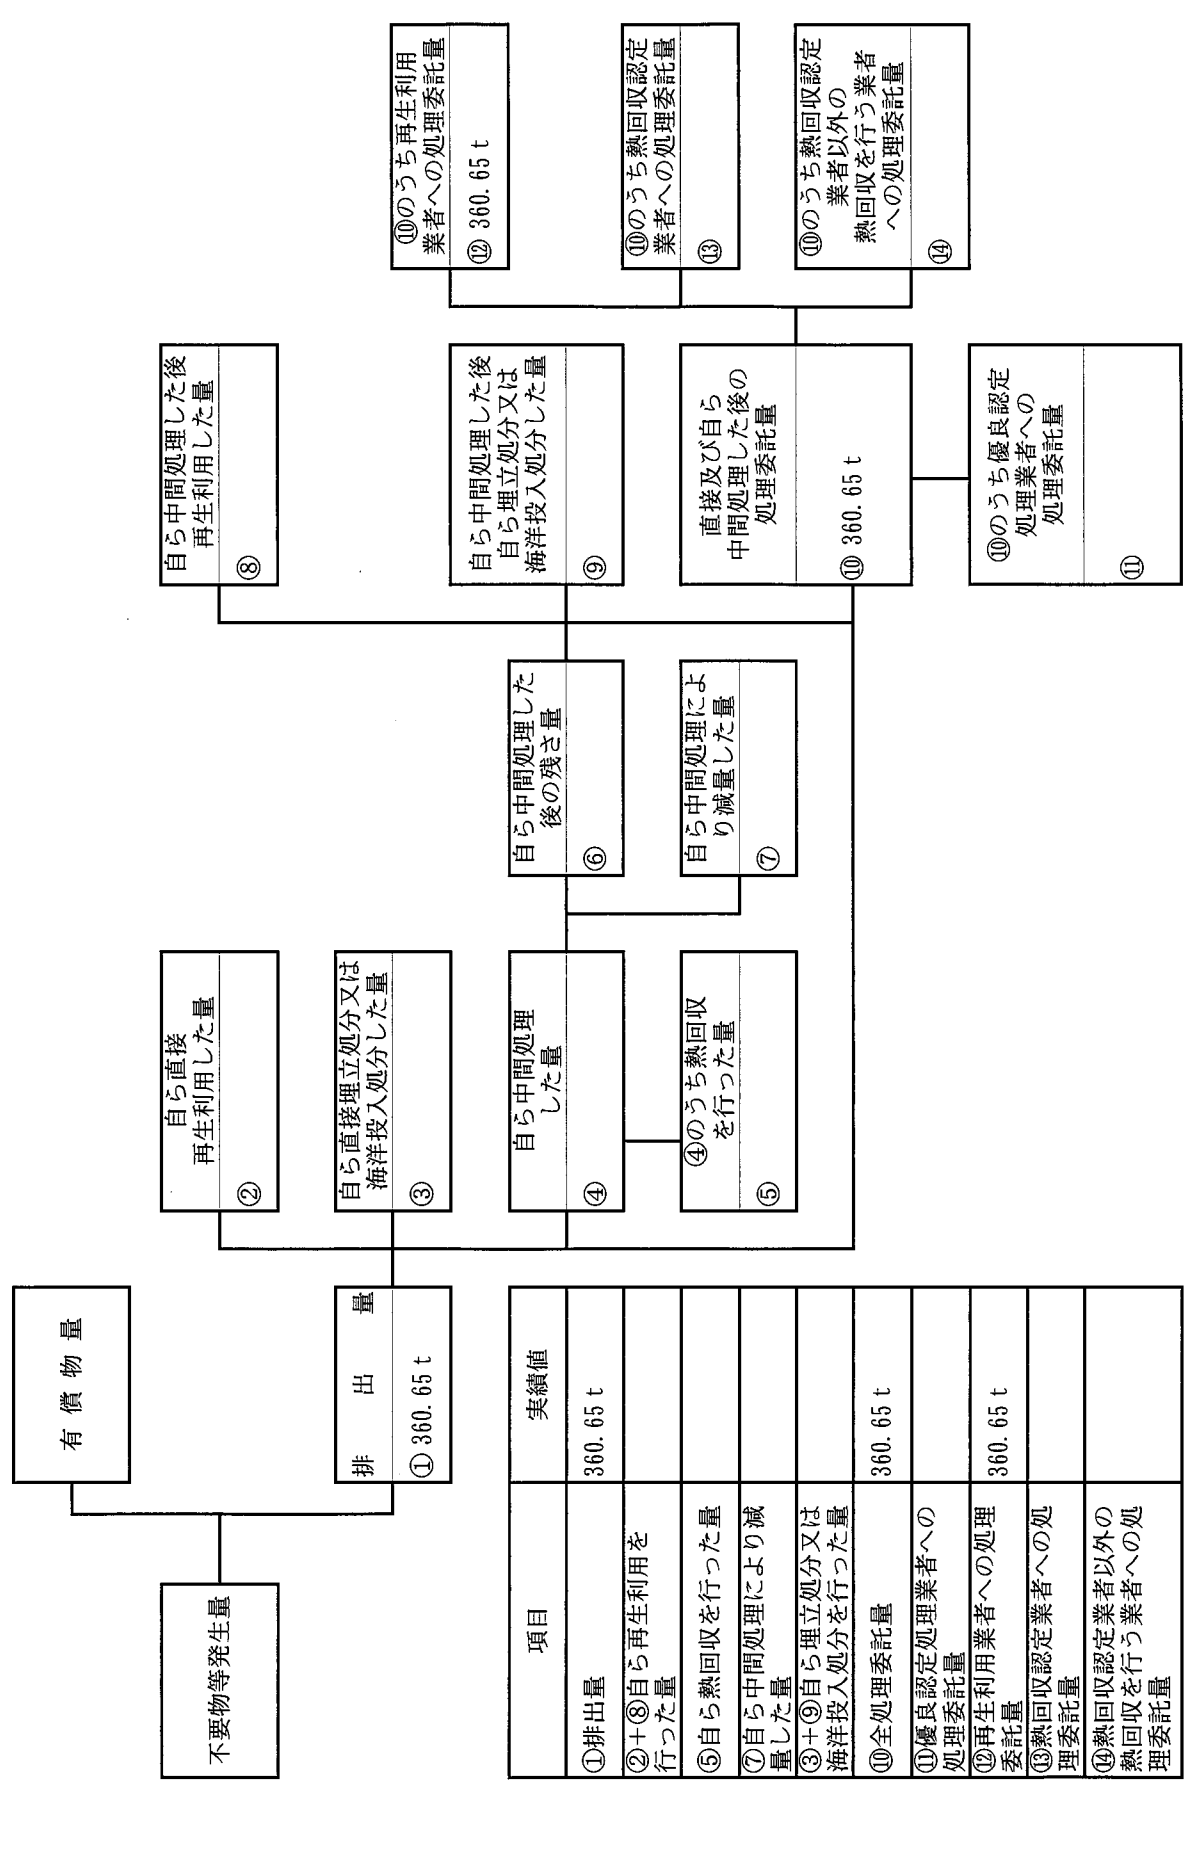 不要物等発生量
有 償 物 量
排 出 量
①360.65ｔ
自ら直接
再生利用した量
②
自ら直接埋立処分又は
海洋投入処分した量
③
自ら中間処理
した量
④
④のうち熱回収
を行った量
⑤
自ら中間処理した
後の残さ量
⑥
自ら中間処理によ
り減量した量
⑦
自ら中間処理した後
再生利用した量
⑧
自ら中間処理した後
自ら埋立処分又は
海洋投入処分した量
⑨
直接及び自ら
中間処理した後の
処理委託量
⑩ 360.65ｔ
⑩のうち優良認定
処理業者への
処理委託量
⑪
⑩のうち再生利用
業者への処理委託量
⑫ 360.65ｔ
⑩のうち熱回収認定
業者への処理委託量
⑬
⑩のうち熱回収認定
業者以外の
熱回収を行う業者
への処理委託量
⑭
項目 実績値
①排出量 360.65ｔ
②＋⑧自ら再生利用を
行った量
⑤自ら熱回収を行った量
⑦自ら中間処理により減
量した量
③＋⑨自ら埋立処分又は
海洋投入処分を行った量
⑩全処理委託量 360.65ｔ
⑪優良認定処理業者への
処理委託量
⑫再生利用業者への処理
委託量 360.65ｔ
⑬熱回収認定業者への処
理委託量
⑭熱回収認定業者以外の
熱回収を行う業者への処
理委託量